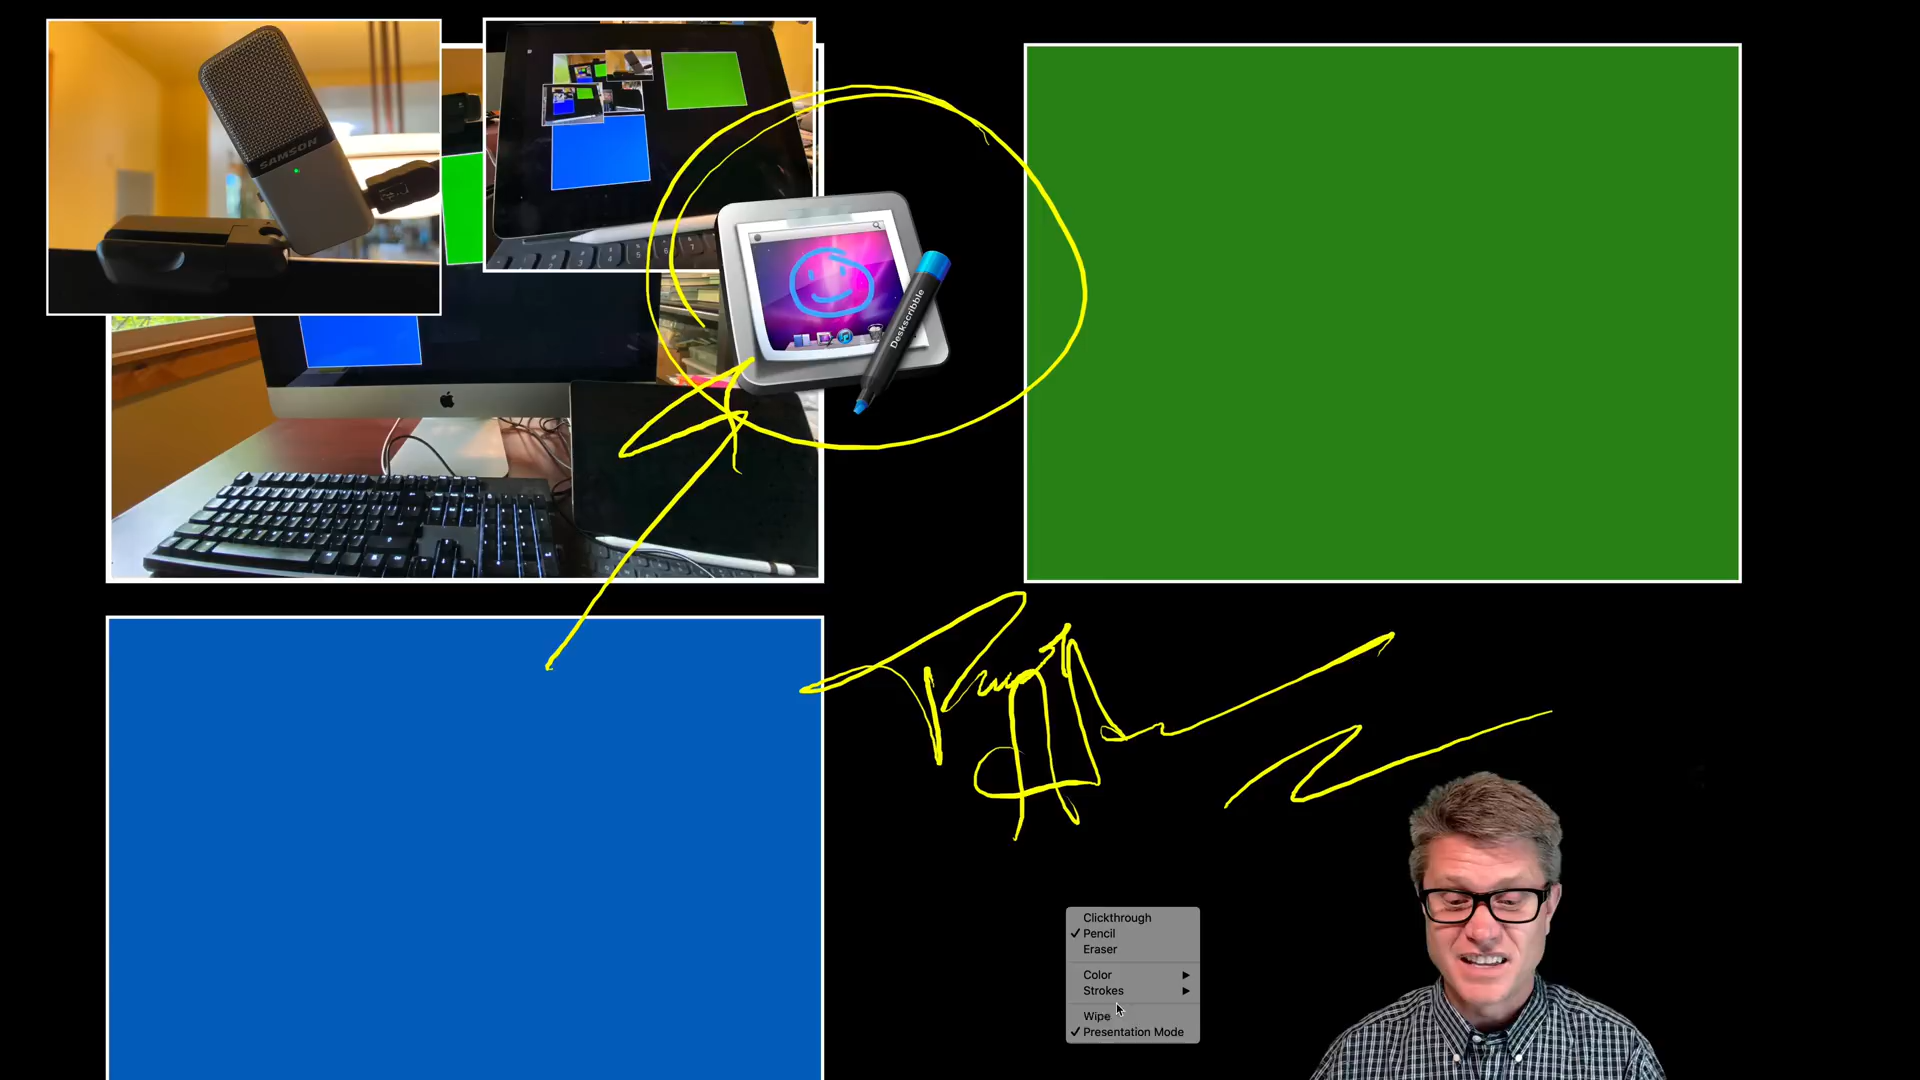 SAMSON
Deskscribble
Clickthrough
✓ Pencil
Eraser
Color ▶
Strokes ▶
Wipe
✓ Presentation Mode